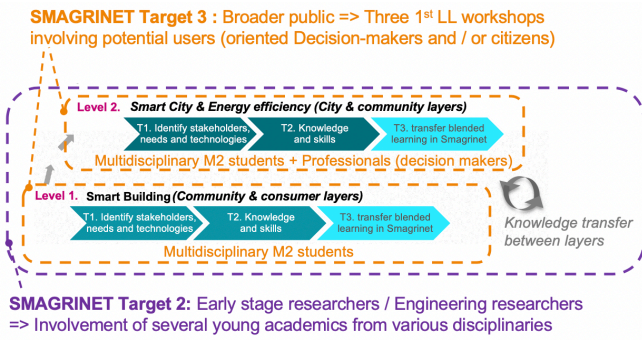 SMAGRINET Target 3 : Broader public => Three 1st LL workshops
involving potential users (oriented Decision-makers and / or citizens)
Level 2. Smart City & Energy efficiency (City & community layers)
T1. Identify stakeholders,
needs and technologies
T2. Knowledge
and skills
T3. transfer blended
learning in Smagrinet
Multidisciplinary M2 students + Professionals (decision makers)
Level 1. Smart Building (Community & consumer layers)
T1. Identify stakeholders,
needs and technologies
T2. Knowledge
and skills
T3. transfer blended
learning in Smagrinet
Multidisciplinary M2 students
Knowledge transfer
between layers
SMAGRINET Target 2: Early stage researchers / Engineering researchers
=> Involvement of several young academics from various disciplinaries